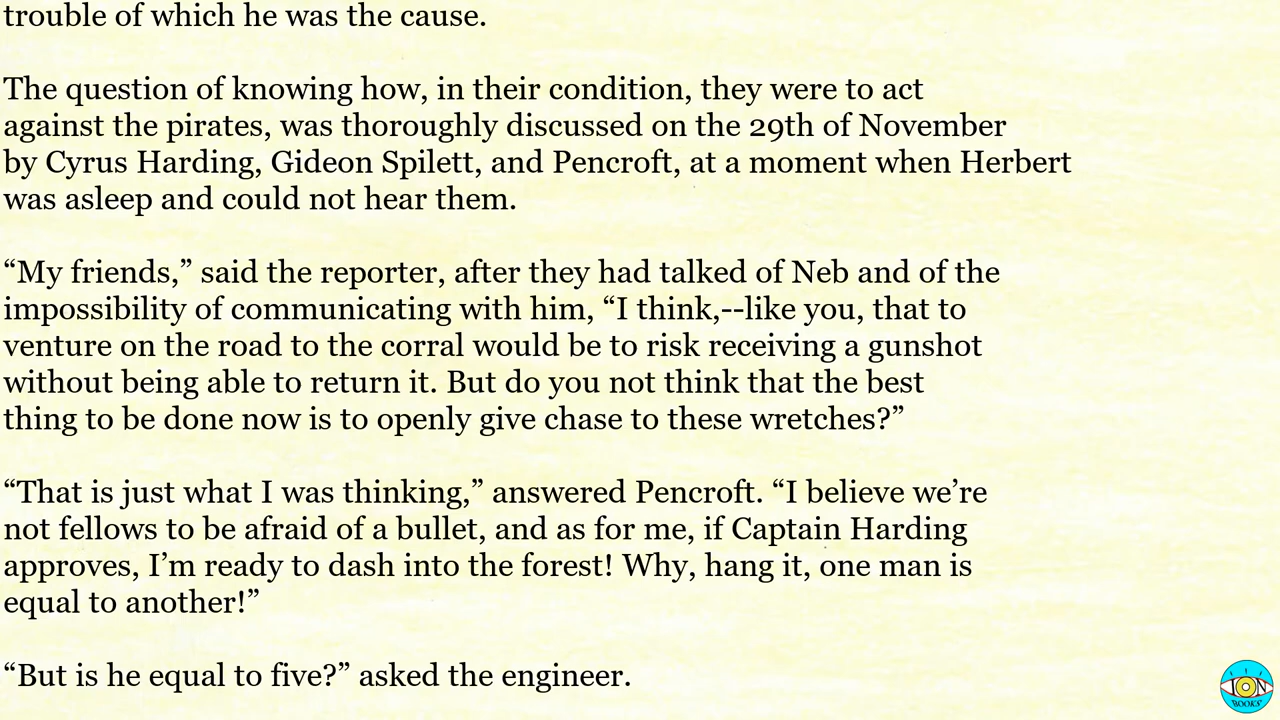 trouble of which he was the cause.
The question of knowing how, in their condition, they were to act
against the pirates, was thoroughly discussed on the 29th of November
by Cyrus Harding, Gideon Spilett, and Pencroft, at a moment when Herbert
was asleep and could not hear them.
“My friends,” said the reporter, after they had talked of Neb and of the
impossibility of communicating with him, “I think,--like you, that to
venture on the road to the corral would be to risk receiving a gunshot
without being able to return it. But do you not think that the best
thing to be done now is to openly give chase to these wretches?”
“That is just what I was thinking,” answered Pencroft. “I believe we’re
not fellows to be afraid of a bullet, and as for me, if Captain Harding
approves, I’m ready to dash into the forest! Why, hang it, one man is
equal to another!”
“But is he equal to five?” asked the engineer.
ION
BOOKS